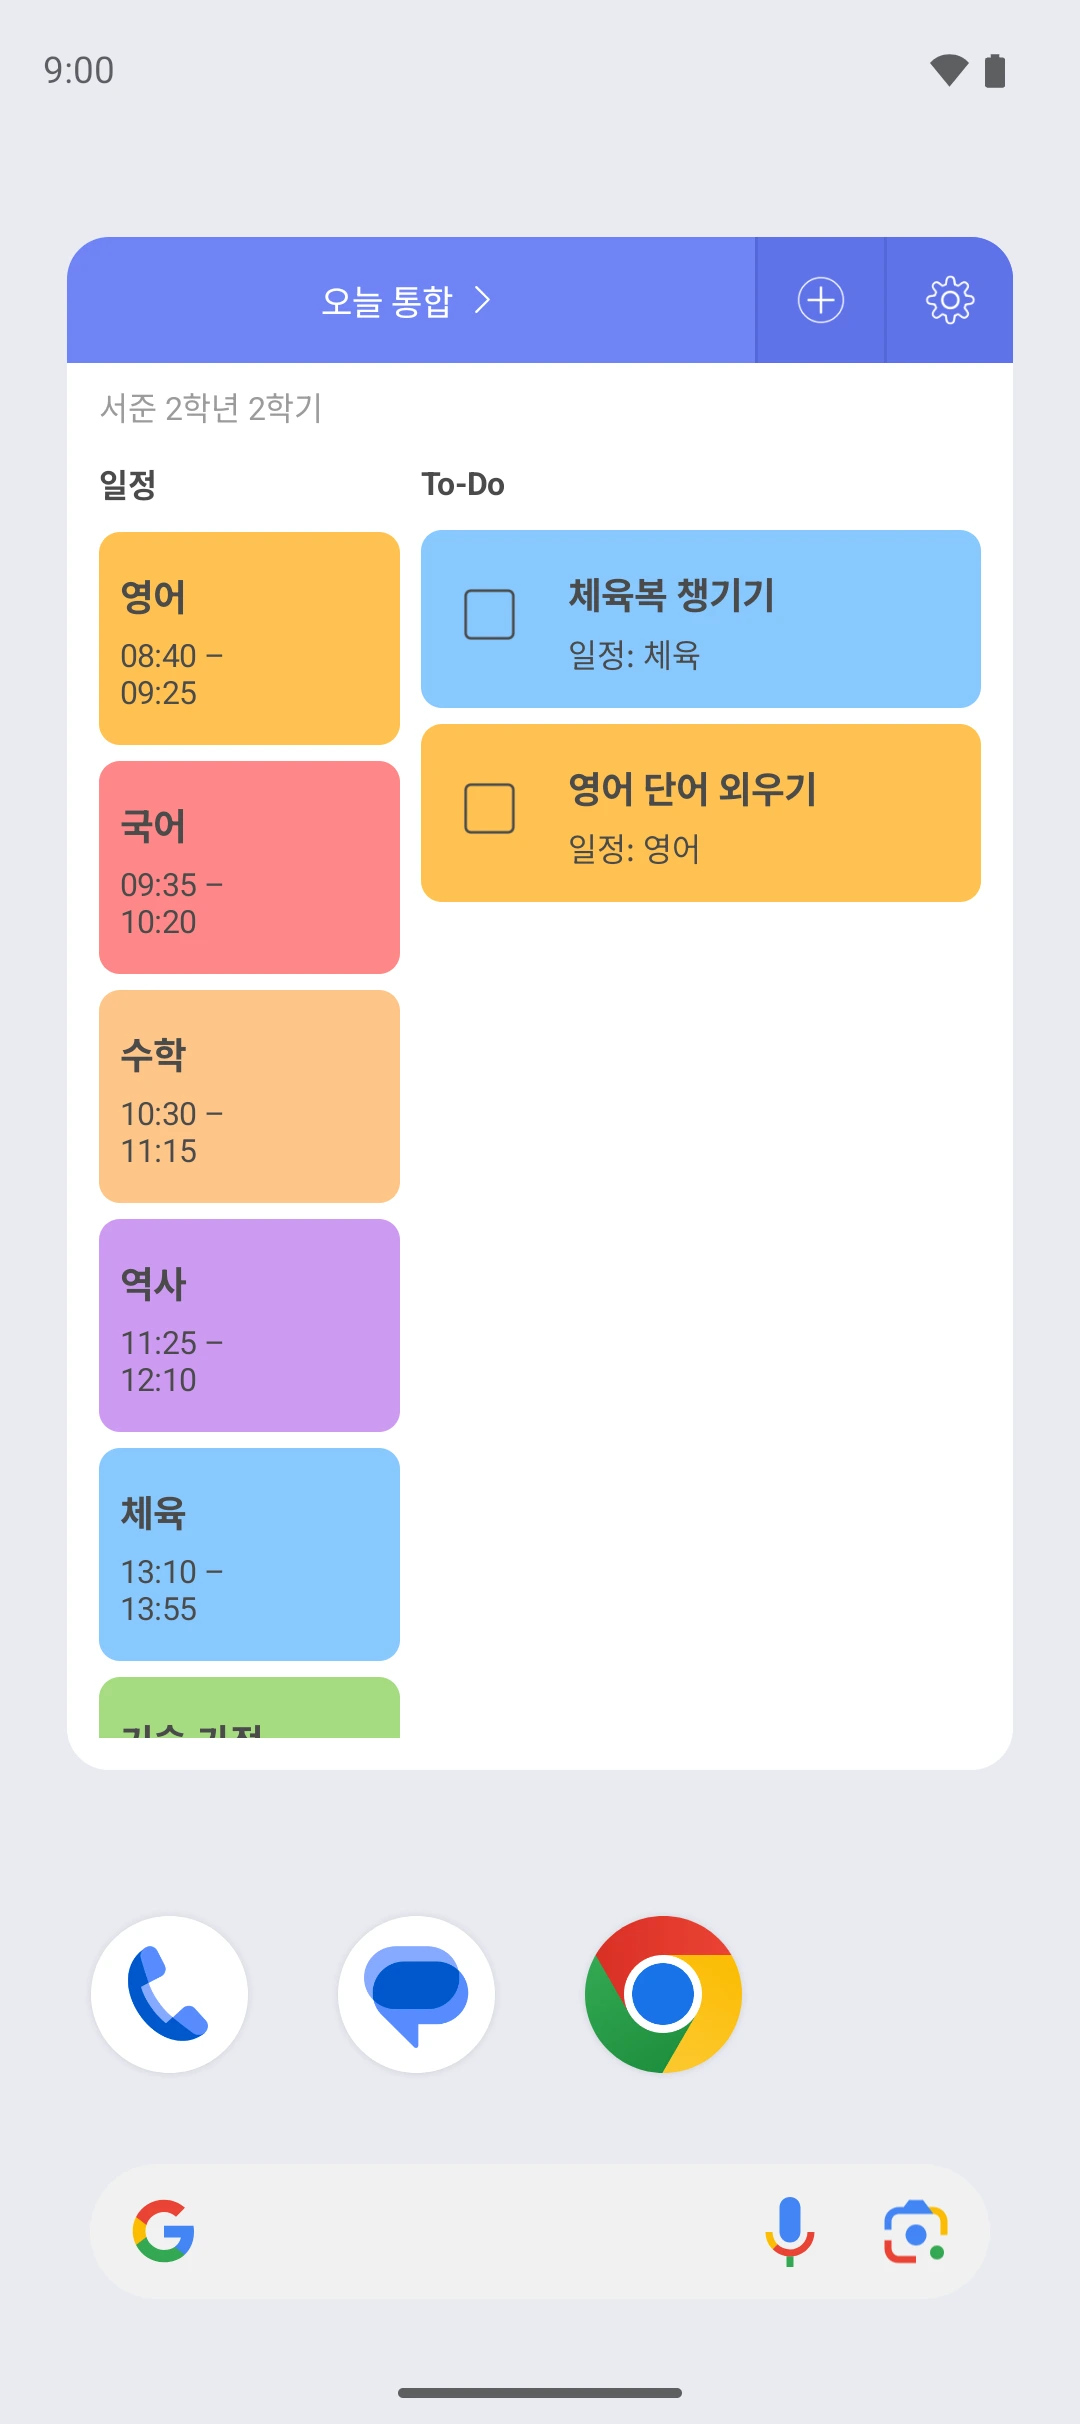 9:00
오늘 통합
서준 2학년 2학기
일정
영어
08:40 –
09:25
국어
09:35 –
10:20
수학
10:30 –
11:15
역사
11:25 –
12:10
체육
13:10 –
13:55
To-Do
체육복 챙기기
일정: 체육
영어 단어 외우기
일정: 영어